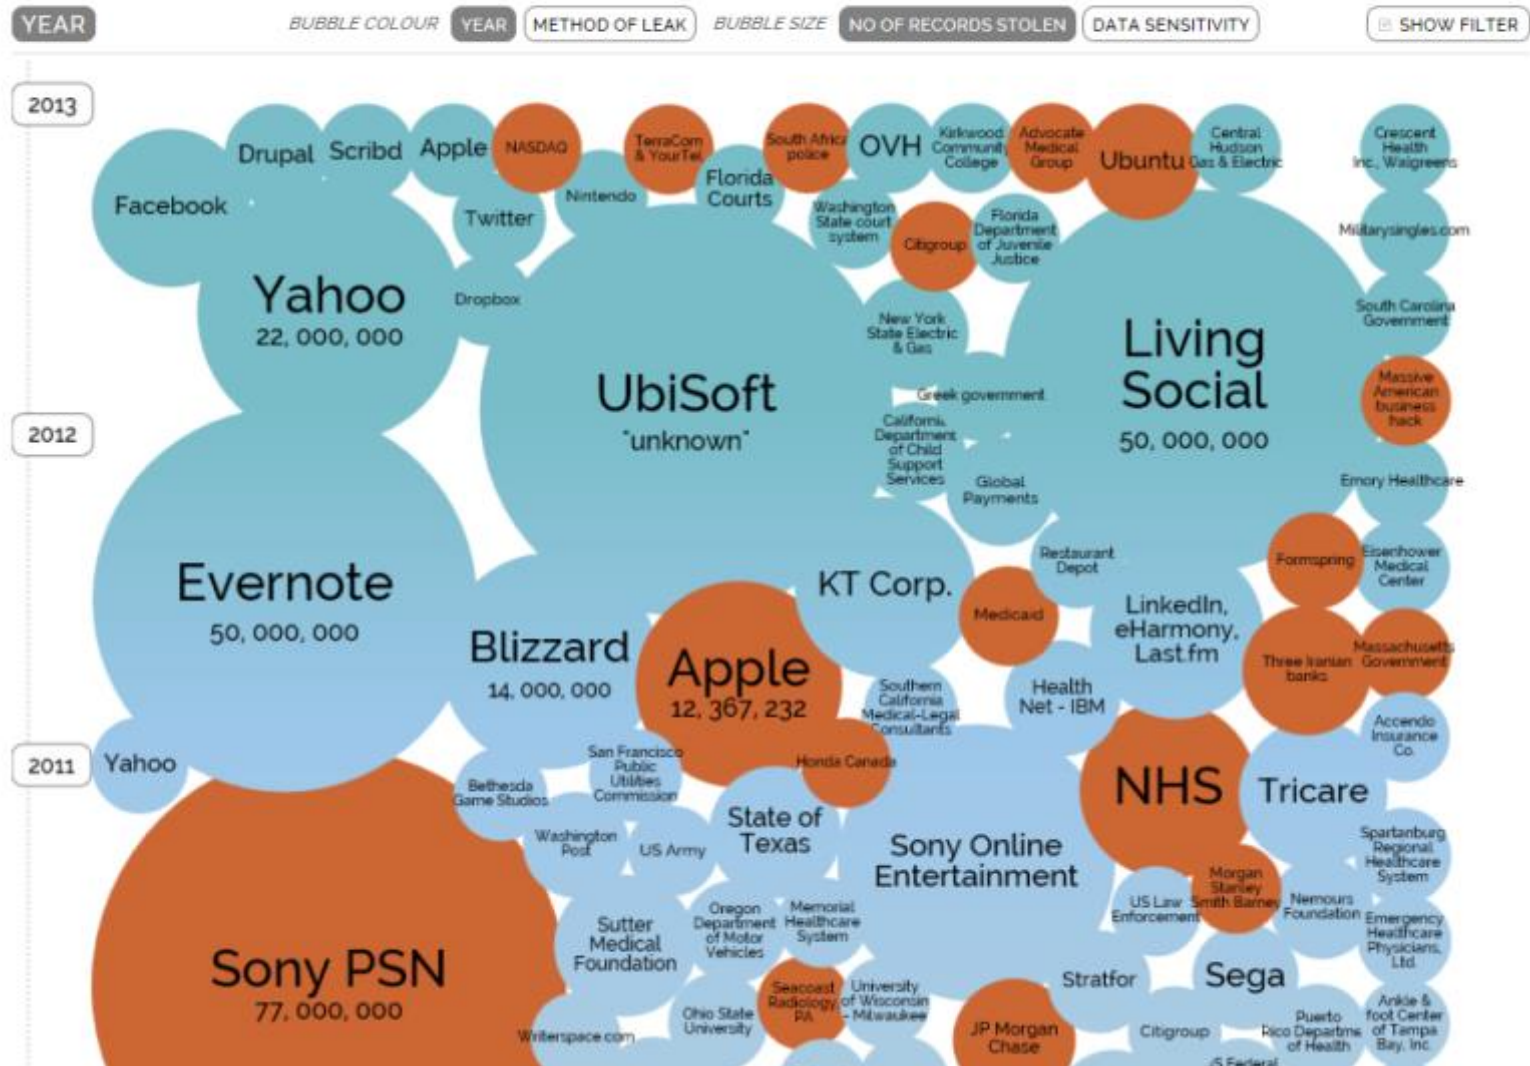 YEAR
BUBBLE COLOUR
YEAR
METHOD OF LEAK
BUBBLE SIZE
NO OF RECORDS STOLEN
DATA SENSITIVITY
SHOW FILTER
2013
Facebook
Drupal
Scribd
Apple
NASDAQ
Twitter
Nintendo
TerraCom
& YourTel
Florida
Courts
South Africa
police
OVH
Kirkwood
Community
College
Advocate
Medical
Group
Ubuntu
Central
Hudson
Gas & Electric
Crescent
Health
Inc., Walgreens
Washington
State court
system
Citigroup
Florida
Department
of Juvenile
Justice
Militarysingles.com
Yahoo
22, 000, 000
Dropbox
New York
State Electric
& Gas
South Carolina
Government
UbiSoft
"unknown"
Greek government
Living
Social
50, 000, 000
Massive
American
business
hack
2012
California
Department
of Child
Support
Services
Global
Payments
Emory Healthcare
Evernote
50, 000, 000
KT Corp.
Restaurant
Depot
Formspring
Eisenhower
Medical
Center
Medicaid
LinkedIn,
eHarmony,
Last.fm
Blizzard
14, 000, 000
Apple
12, 367, 232
Three Iranian
banks
Massachusetts
Government
Southern
California
Medical-Legal
Consultants
Health
Net - IBM
Accendo
Insurance
Co.
2011
Yahoo
Bethesda
Game Studios
San Francisco
Public
Utilities
Commission
Honda Canada
NHS
Tricare
Washington
Post
US Army
State of
Texas
Sony Online
Entertainment
Spartanburg
Regional
Healthcare
System
Morgan
Stanley
Smith Barney
US Law
Enforcement
Nemours
Foundation
Emergency
Healthcare
Physicians,
Ltd.
Sutter
Medical
Foundation
Oregon
Department
of Motor
Vehicles
Memorial
Healthcare
System
Sony PSN
77, 000, 000
Stratfor
Sega
Seacoast
Radiology,
PA
University
of Wisconsin
- Milwaukee
Ohio State
University
Writerspace.com
JP Morgan
Chase
Citigroup
Puerto
Rico Departme
of Health
Ankle &
foot Center
of Tampa
Bay, Inc.
Federal